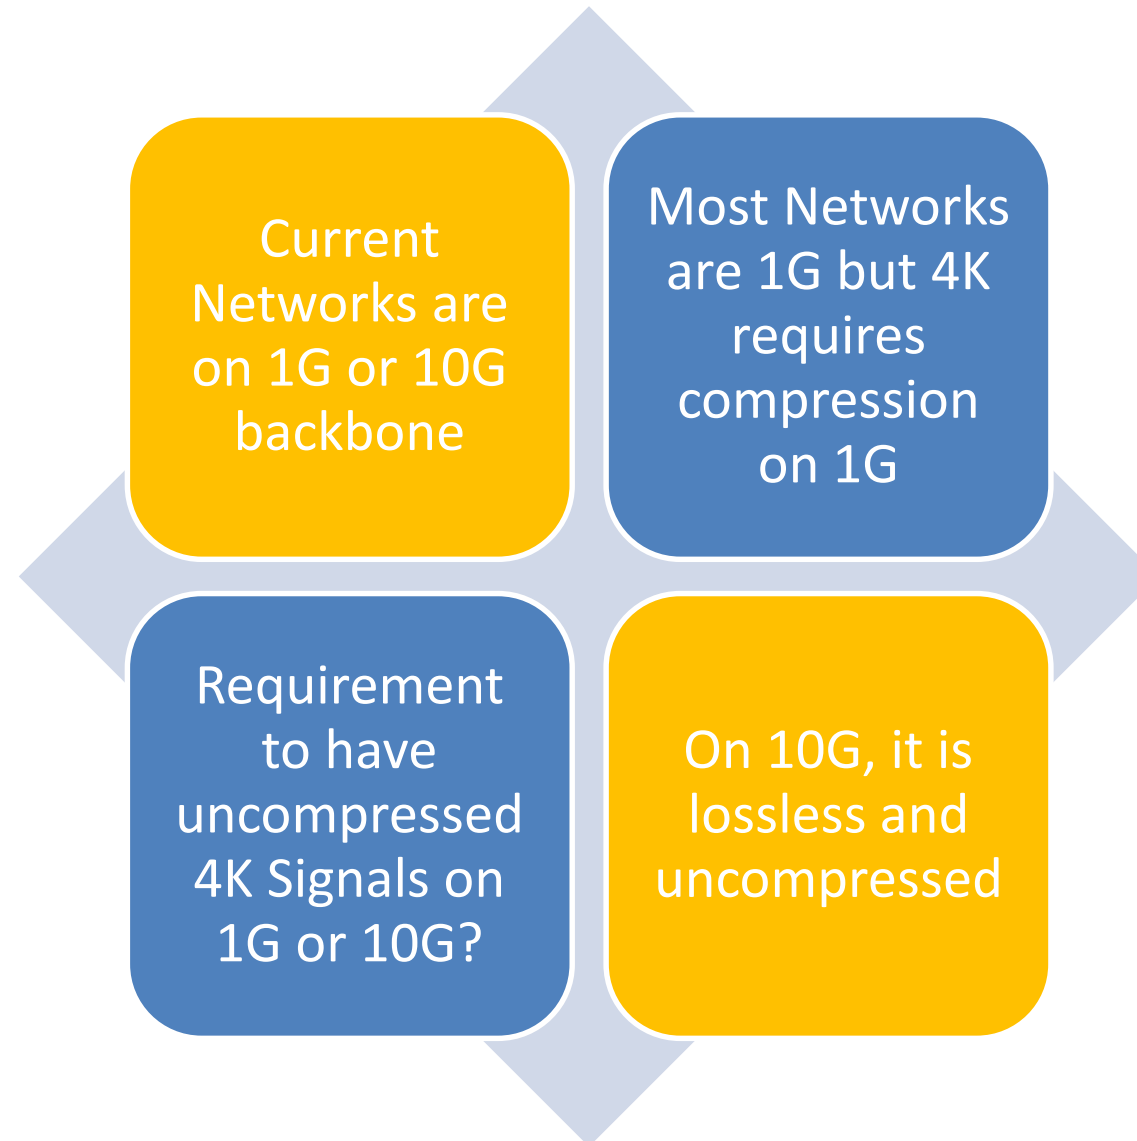 Current
Networks are
on 1G or 10G
backbone
Most Networks
are 1G but 4K
requires
compression
on 1G
Requirement
to have
uncompressed
4K Signals on
1G or 10G?
On 10G, it is
lossless and
uncompressed